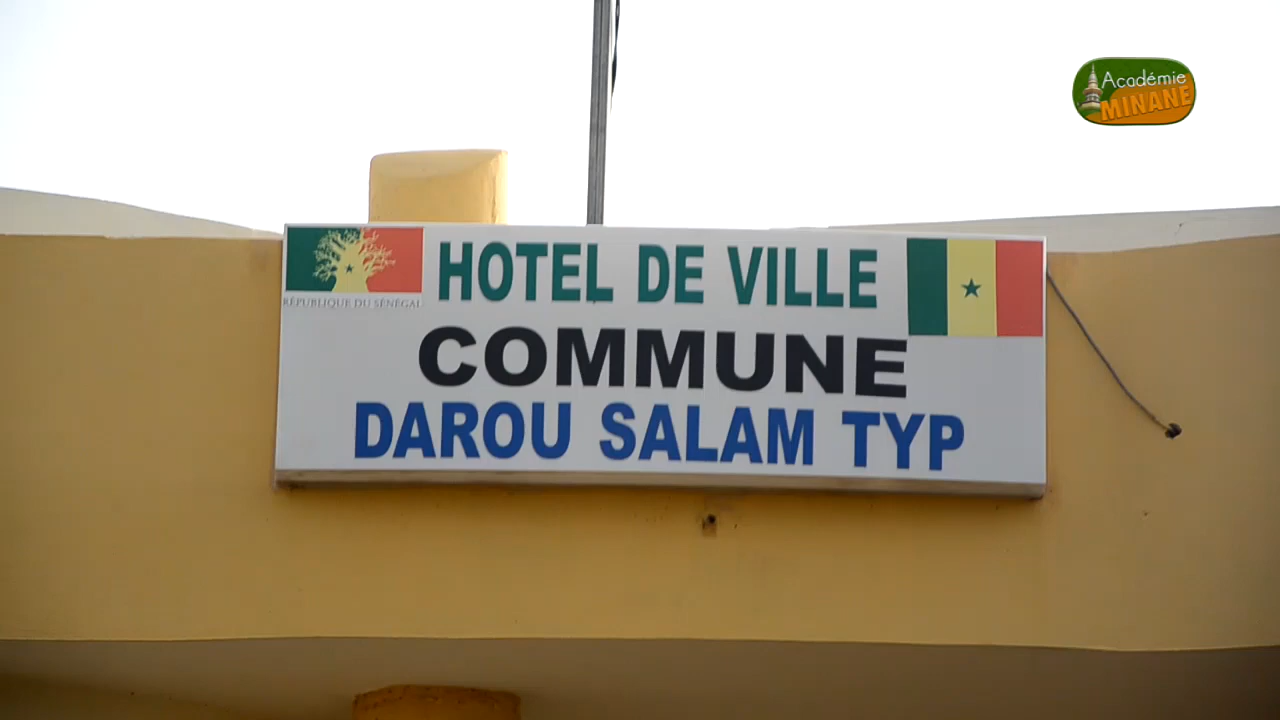 Académie
MINANE
HOTEL DE VILLE
RÉPUBLIQUE DU SÉNÉGAL
COMMUNE
DAROU SALAM TYP